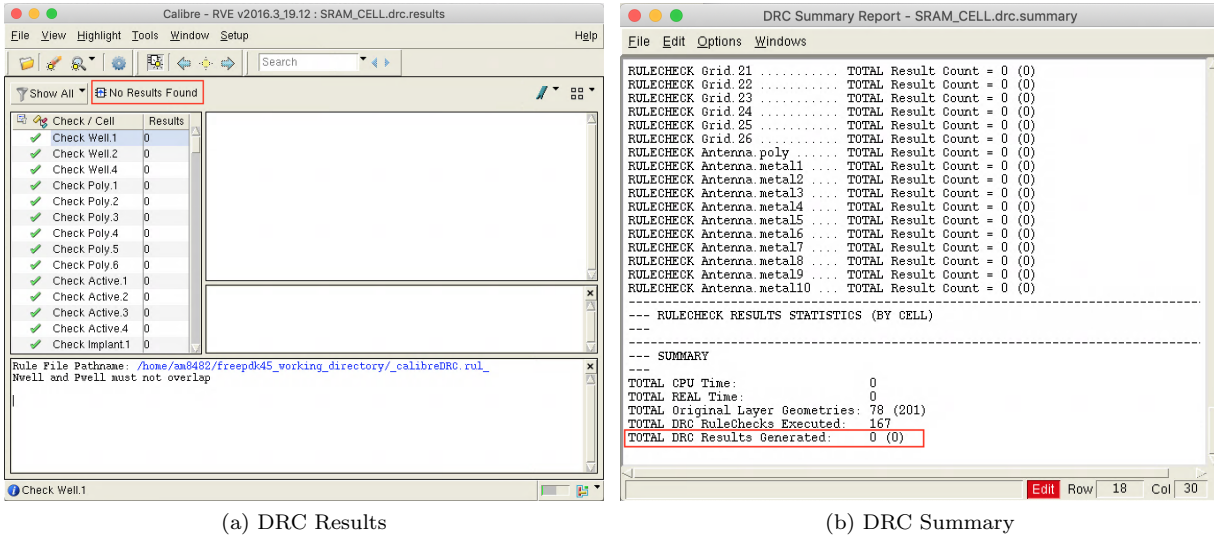 Calibre - RVE v2016.3_19.12 : SRAM_CELL.drc.results
File View Highlight Tools Window Setup Help
Search
Show All No Results Found
Check / Cell Results
Check Well.1 0
Check Well.2 0
Check Well.4 0
Check Poly.1 0
Check Poly.2 0
Check Poly.3 0
Check Poly.4 0
Check Poly.5 0
Check Poly.6 0
Check Active.1 0
Check Active.2 0
Check Active.3 0
Check Active.4 0
Check Implant.1 0
Rule File Pathname: /home/am8482/freepdk45_working_directory/_calibreDRC.rul_
Nwell and Pwell must not overlap
Check Well.1
(a) DRC Results
DRC Summary Report - SRAM_CELL.drc.summary
File Edit Options Windows
RULECHECK Grid.21 ........... TOTAL Result Count = 0 (0)
RULECHECK Grid.22 ........... TOTAL Result Count = 0 (0)
RULECHECK Grid.23 ........... TOTAL Result Count = 0 (0)
RULECHECK Grid.24 ........... TOTAL Result Count = 0 (0)
RULECHECK Grid.25 ........... TOTAL Result Count = 0 (0)
RULECHECK Grid.26 ........... TOTAL Result Count = 0 (0)
RULECHECK Antenna.poly ...... TOTAL Result Count = 0 (0)
RULECHECK Antenna.metal1 .... TOTAL Result Count = 0 (0)
RULECHECK Antenna.metal2 .... TOTAL Result Count = 0 (0)
RULECHECK Antenna.metal3 .... TOTAL Result Count = 0 (0)
RULECHECK Antenna.metal4 .... TOTAL Result Count = 0 (0)
RULECHECK Antenna.metal5 .... TOTAL Result Count = 0 (0)
RULECHECK Antenna.metal6 .... TOTAL Result Count = 0 (0)
RULECHECK Antenna.metal7 .... TOTAL Result Count = 0 (0)
RULECHECK Antenna.metal8 .... TOTAL Result Count = 0 (0)
RULECHECK Antenna.metal9 .... TOTAL Result Count = 0 (0)
RULECHECK Antenna.metal10 ... TOTAL Result Count = 0 (0)
----------------------------------------------------------------------------------
--- RULECHECK RESULTS STATISTICS (BY CELL)
---
----------------------------------------------------------------------------------
--- SUMMARY
---
TOTAL CPU Time: 0
TOTAL REAL Time: 0
TOTAL Original Layer Geometries: 78 (201)
TOTAL DRC RuleChecks Executed: 167
TOTAL DRC Results Generated: 0 (0)
Edit Row 18 Col 30
(b) DRC Summary